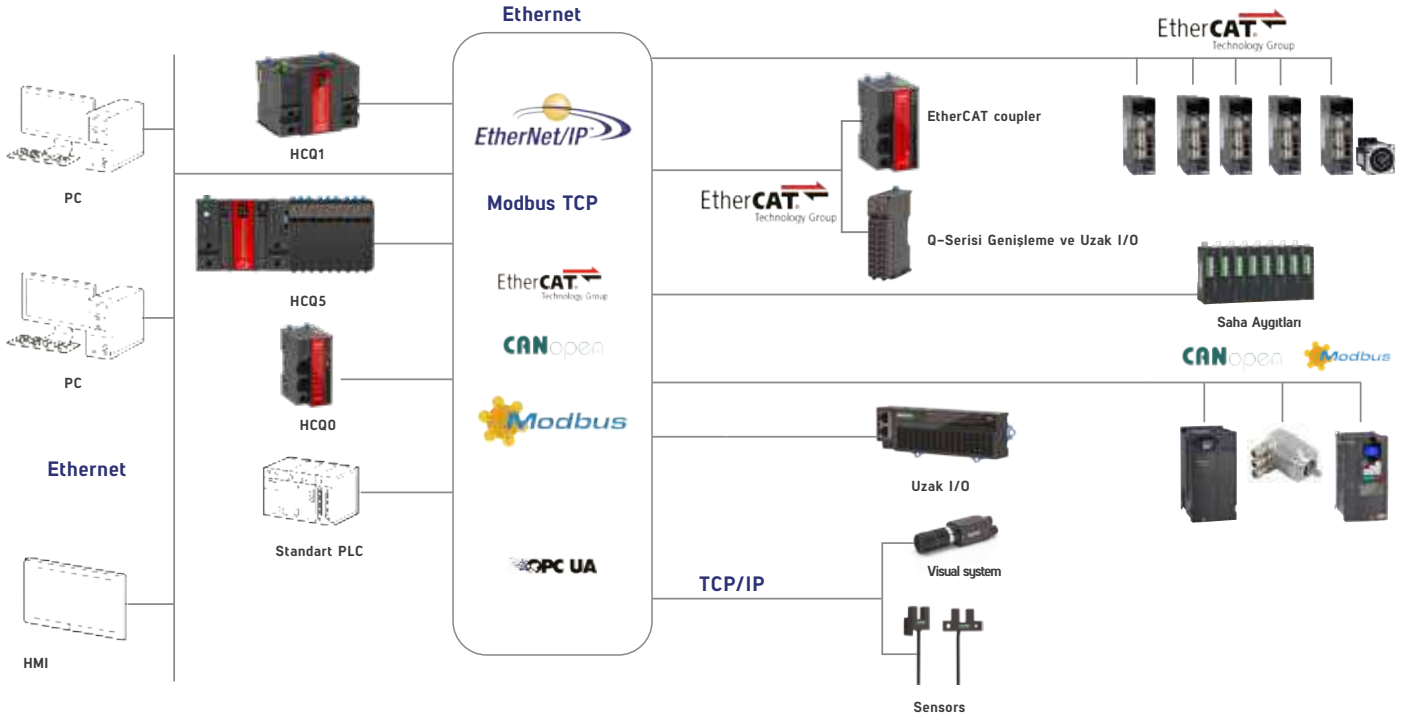 Ethernet
EtherCAT®
Technology Group
PC
HCQ1
EtherNet/IP™
EtherCAT coupler
Modbus TCP
EtherCAT®
Technology Group
Q-Serisi Genişleme ve Uzak I/O
HCQ5
EtherCAT®
Technology Group
Saha Aygıtları
PC
HCQ0
CANopen
CANopen
Modbus
Modbus
Ethernet
Uzak I/O
Standart PLC
OPC UA
Visual system
TCP/IP
HMI
Sensors